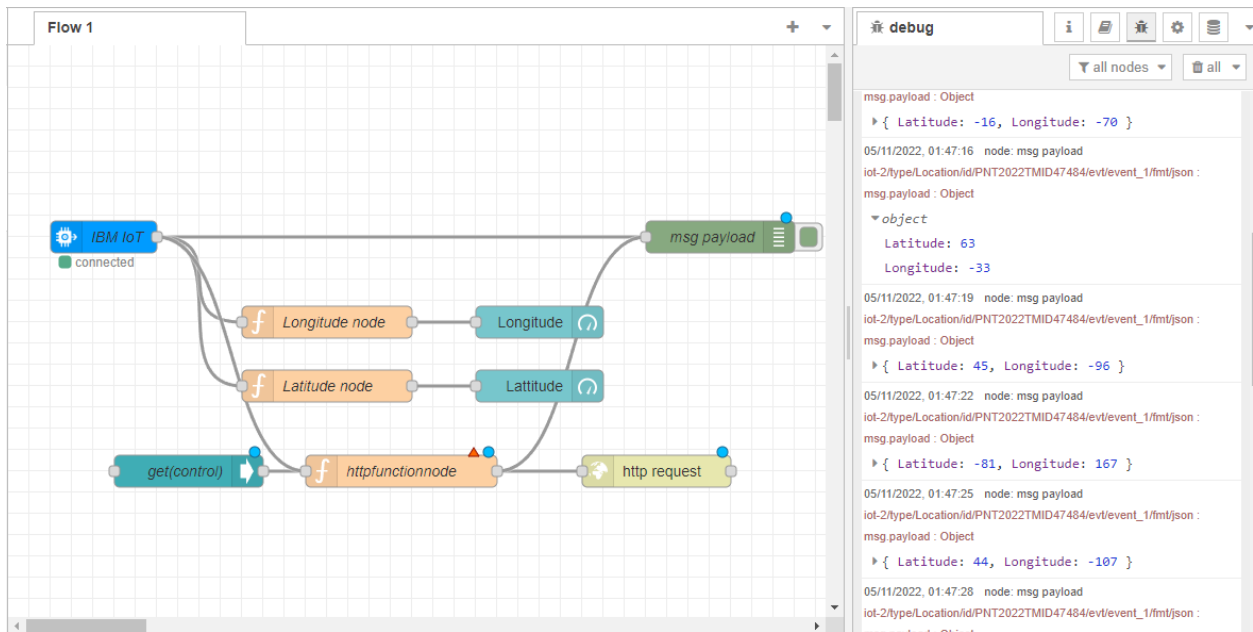 Flow 1
IBM IoT
connected
msg payload
Longitude node
Longitude
Latitude node
Lattitude
get(control)
httpfunctionnode
http request
debug
all nodes
all
msg.payload : Object
{ Latitude: -16, Longitude: -70 }
05/11/2022, 01:47:16 node: msg payload
iot-2/type/Location/id/PNT2022TMID47484/evt/event_1/fmt/json :
msg.payload : Object
object
Latitude: 63
Longitude: -33
05/11/2022, 01:47:19 node: msg payload
iot-2/type/Location/id/PNT2022TMID47484/evt/event_1/fmt/json :
msg.payload : Object
{ Latitude: 45, Longitude: -96 }
05/11/2022, 01:47:22 node: msg payload
iot-2/type/Location/id/PNT2022TMID47484/evt/event_1/fmt/json :
msg.payload : Object
{ Latitude: -81, Longitude: 167 }
05/11/2022, 01:47:25 node: msg payload
iot-2/type/Location/id/PNT2022TMID47484/evt/event_1/fmt/json :
msg.payload : Object
{ Latitude: 44, Longitude: -107 }
05/11/2022, 01:47:28 node: msg payload
iot-2/type/Location/id/PNT2022TMID47484/evt/event_1/fmt/json :